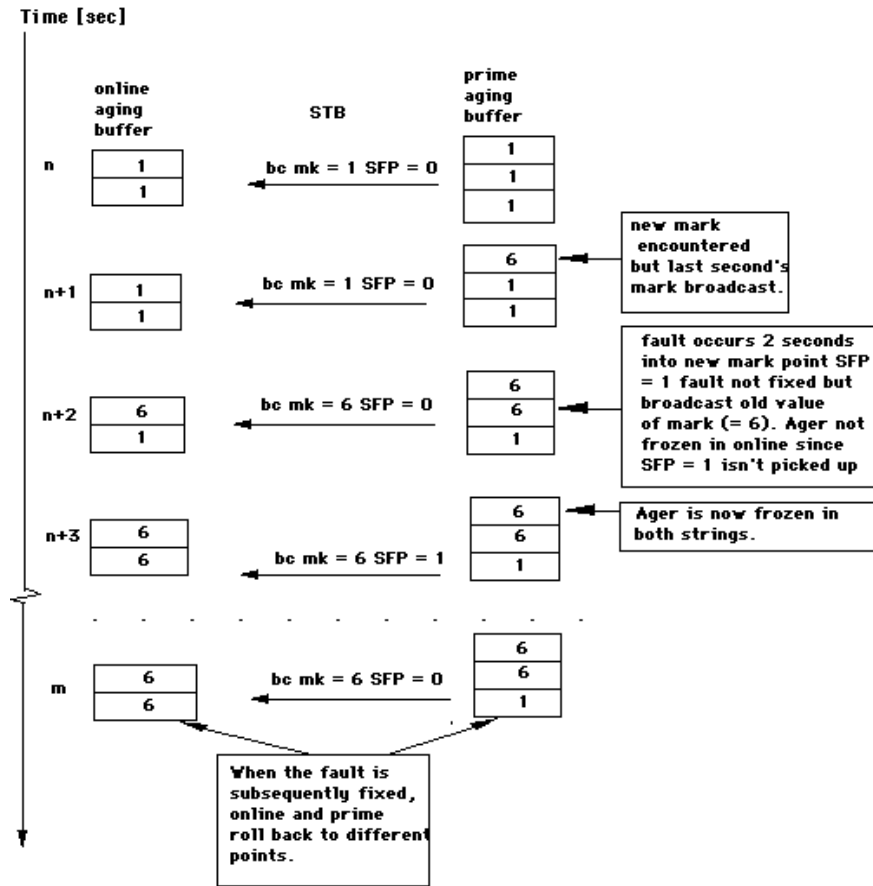 Time [sec]
online
aging
buffer
STB
prime
aging
buffer
n
1
1
bc mk = 1 SFP = 0
1
1
1
new mark
encountered
but last second's
mark broadcast.
n+1
1
1
bc mk = 1 SFP = 0
6
1
1
fault occurs 2 seconds
into new mark point SFP
= 1 fault not fixed but
broadcast old value
of mark (= 6). Ager not
frozen in online since
SFP = 1 isn't picked up
n+2
6
1
bc mk = 6 SFP = 0
6
6
1
Ager is now frozen in
both strings.
n+3
6
6
bc mk = 6 SFP = 1
6
6
1
m
6
6
bc mk = 6 SFP = 0
6
6
1
When the fault is
subsequently fixed,
online and prime
roll back to different
points.